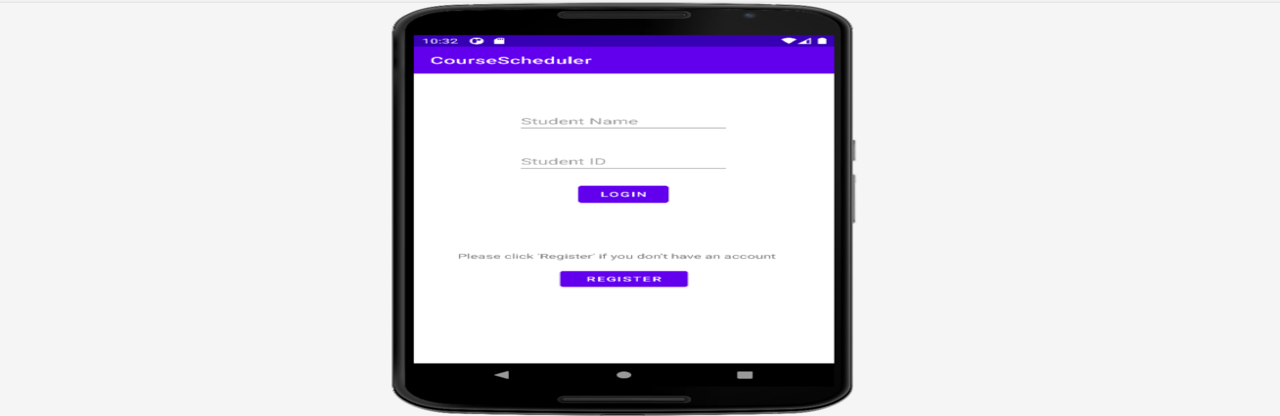 10:32
CourseScheduler
Student Name
Student ID
LOGIN
Please click 'Register' if you don't have an account
REGISTER